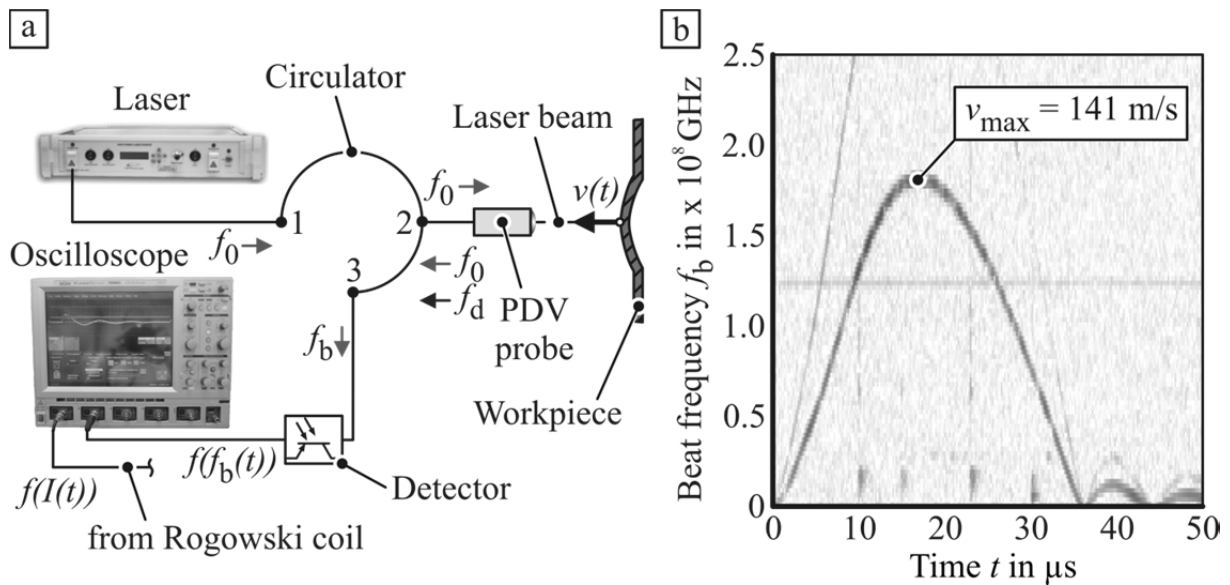 a
Laser
Circulator
Laser beam
f0
v(t)
1
2
f0
3
f0
fd
Oscilloscope
PDV
probe
fb
Workpiece
f(fb(t))
f(I(t))
Detector
from Rogowski coil
b
Beat frequency fb in x 10⁸ GHz
2.5
2.0
1.5
1.0
0.5
0
vmax = 141 m/s
0 10 20 30 40 50
Time t in µs